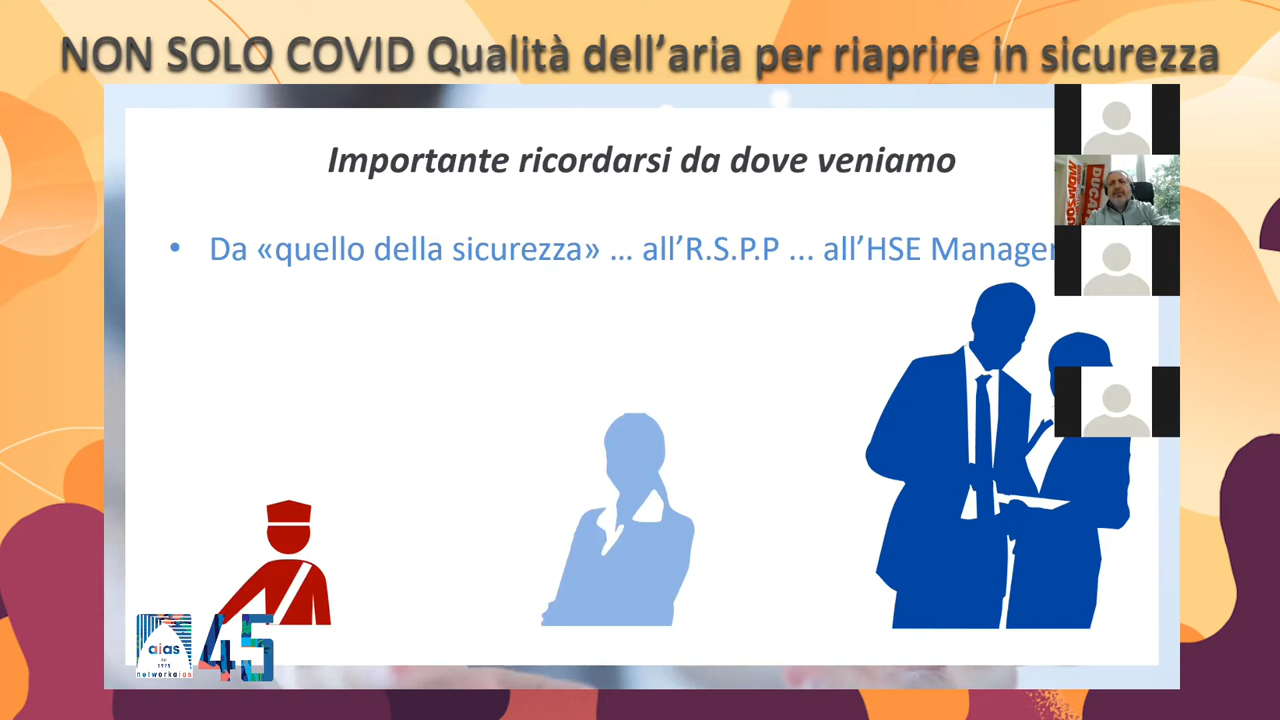 NON SOLO COVID Qualità dell’aria per riaprire in sicurezza
Importante ricordarsi da dove veniamo
• Da «quello della sicurezza» ... all’R.S.P.P ... all’HSE Manager
DUCATI
aias
1975
networkaias
45